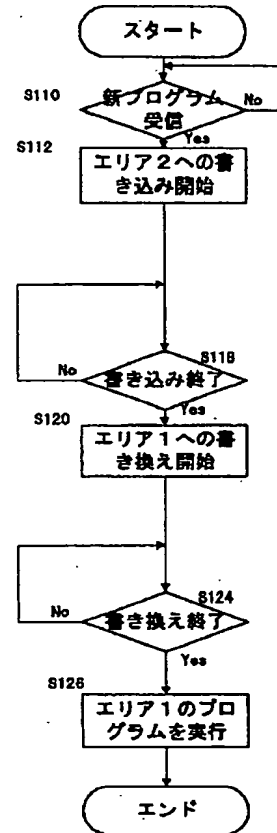 スタート
S110
新プログラム
受信
No
Yes
S112
エリア2への書
き込み開始
S118
No
書き込み終了
Yes
S120
エリア1への書
き換え開始
S124
No
書き換え終了
Yes
S126
エリア1のプロ
グラムを実行
エンド